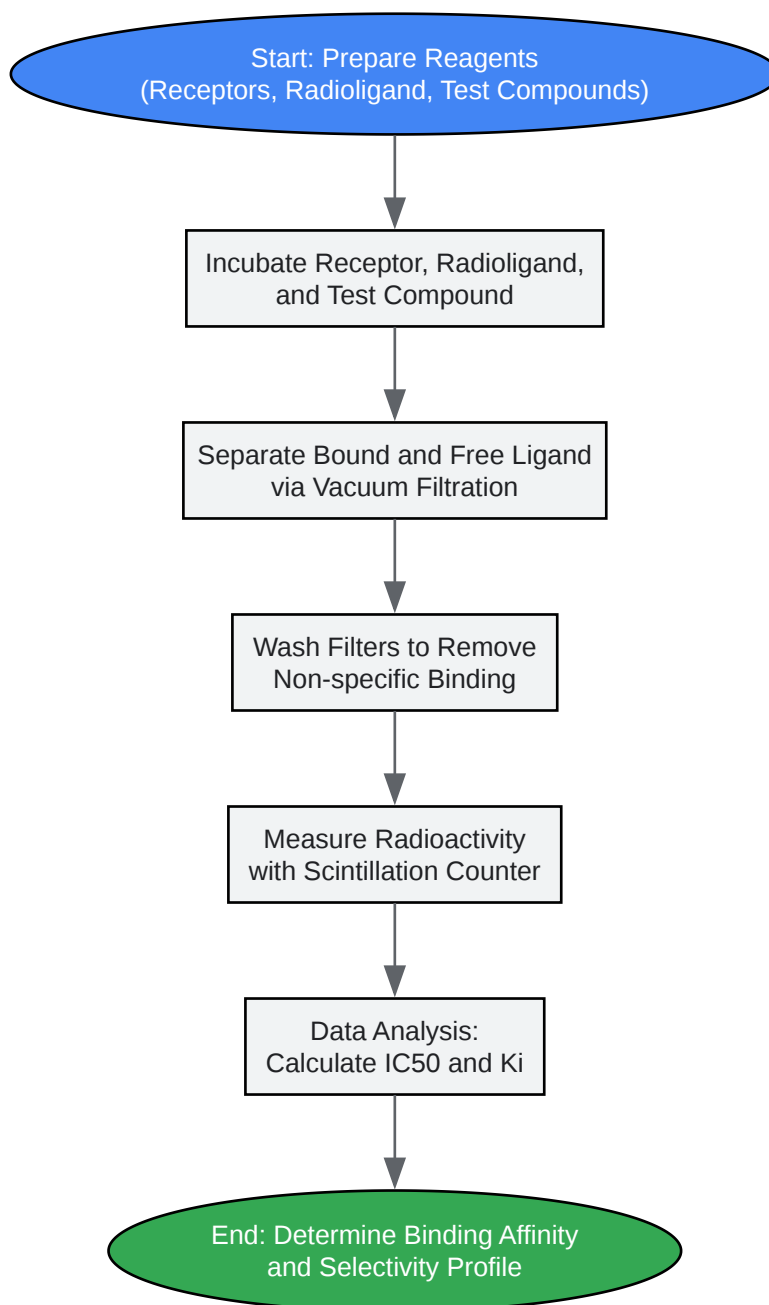 Start: Prepare Reagents
(Receptors, Radioligand, Test Compounds)
Incubate Receptor, Radioligand,
and Test Compound
Separate Bound and Free Ligand
via Vacuum Filtration
Wash Filters to Remove
Non-specific Binding
Measure Radioactivity
with Scintillation Counter
Data Analysis:
Calculate IC50 and Ki
End: Determine Binding Affinity
and Selectivity Profile